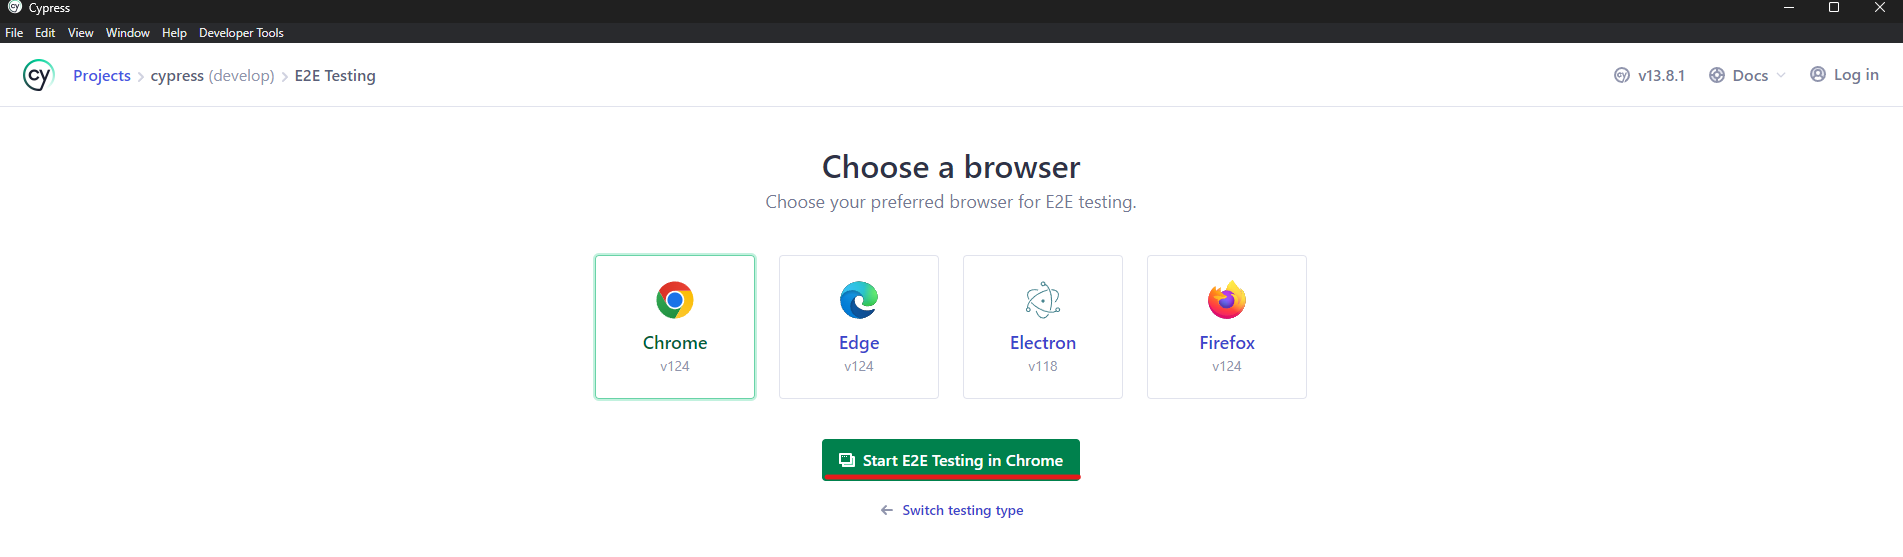 Cypress
File Edit View Window Help Developer Tools
cy Projects > cypress (develop) > E2E Testing v13.8.1 Docs Log in
Choose a browser
Choose your preferred browser for E2E testing.
Chrome Edge Electron Firefox
v124 v124 v118 v124
Start E2E Testing in Chrome
← Switch testing type